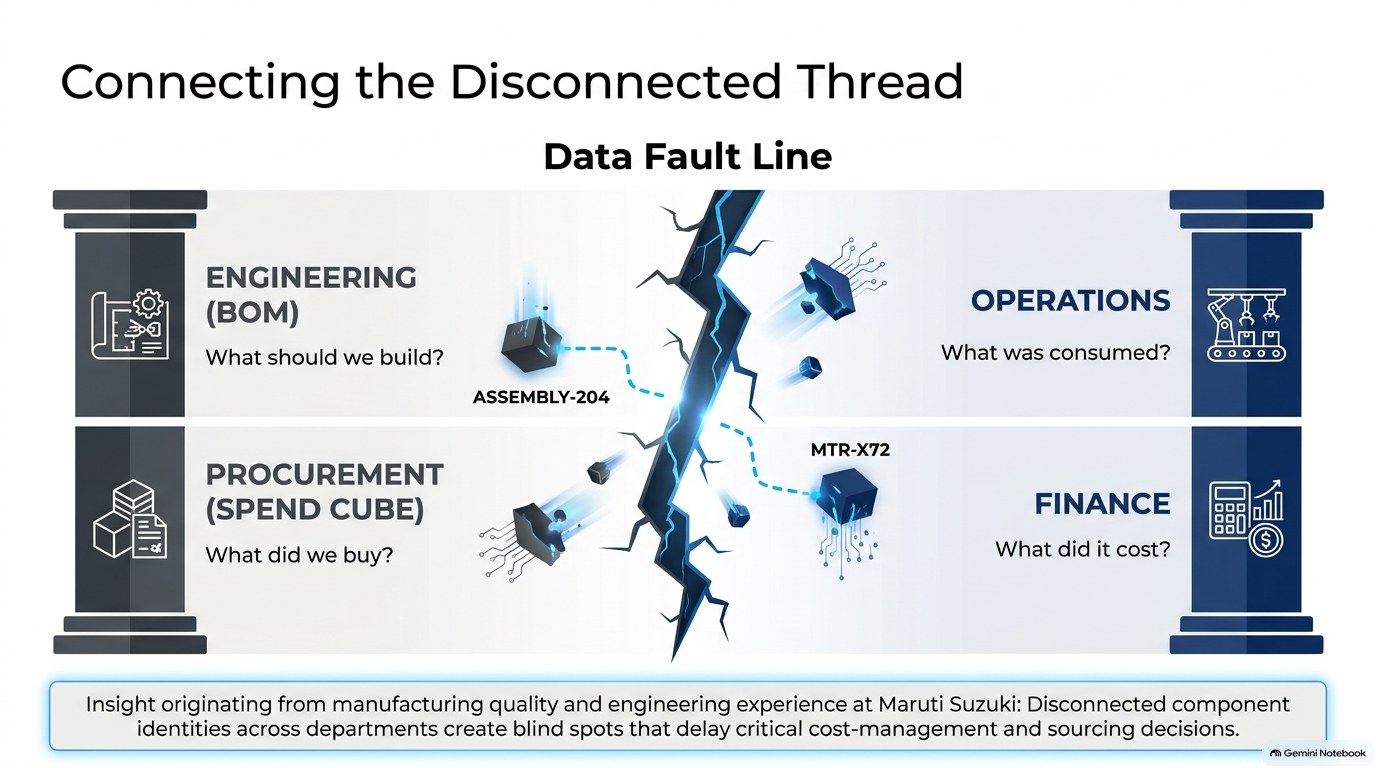 Connecting the Disconnected Thread
Data Fault Line
ENGINEERING
(BOM)
What should we build?
ASSEMBLY-204
OPERATIONS
What was consumed?
PROCUREMENT
(SPEND CUBE)
What did we buy?
MTR-X72
FINANCE
What did it cost?
Insight originating from manufacturing quality and engineering experience at Maruti Suzuki: Disconnected component
identities across departments create blind spots that delay critical cost-management and sourcing decisions.
Gemini Notebook